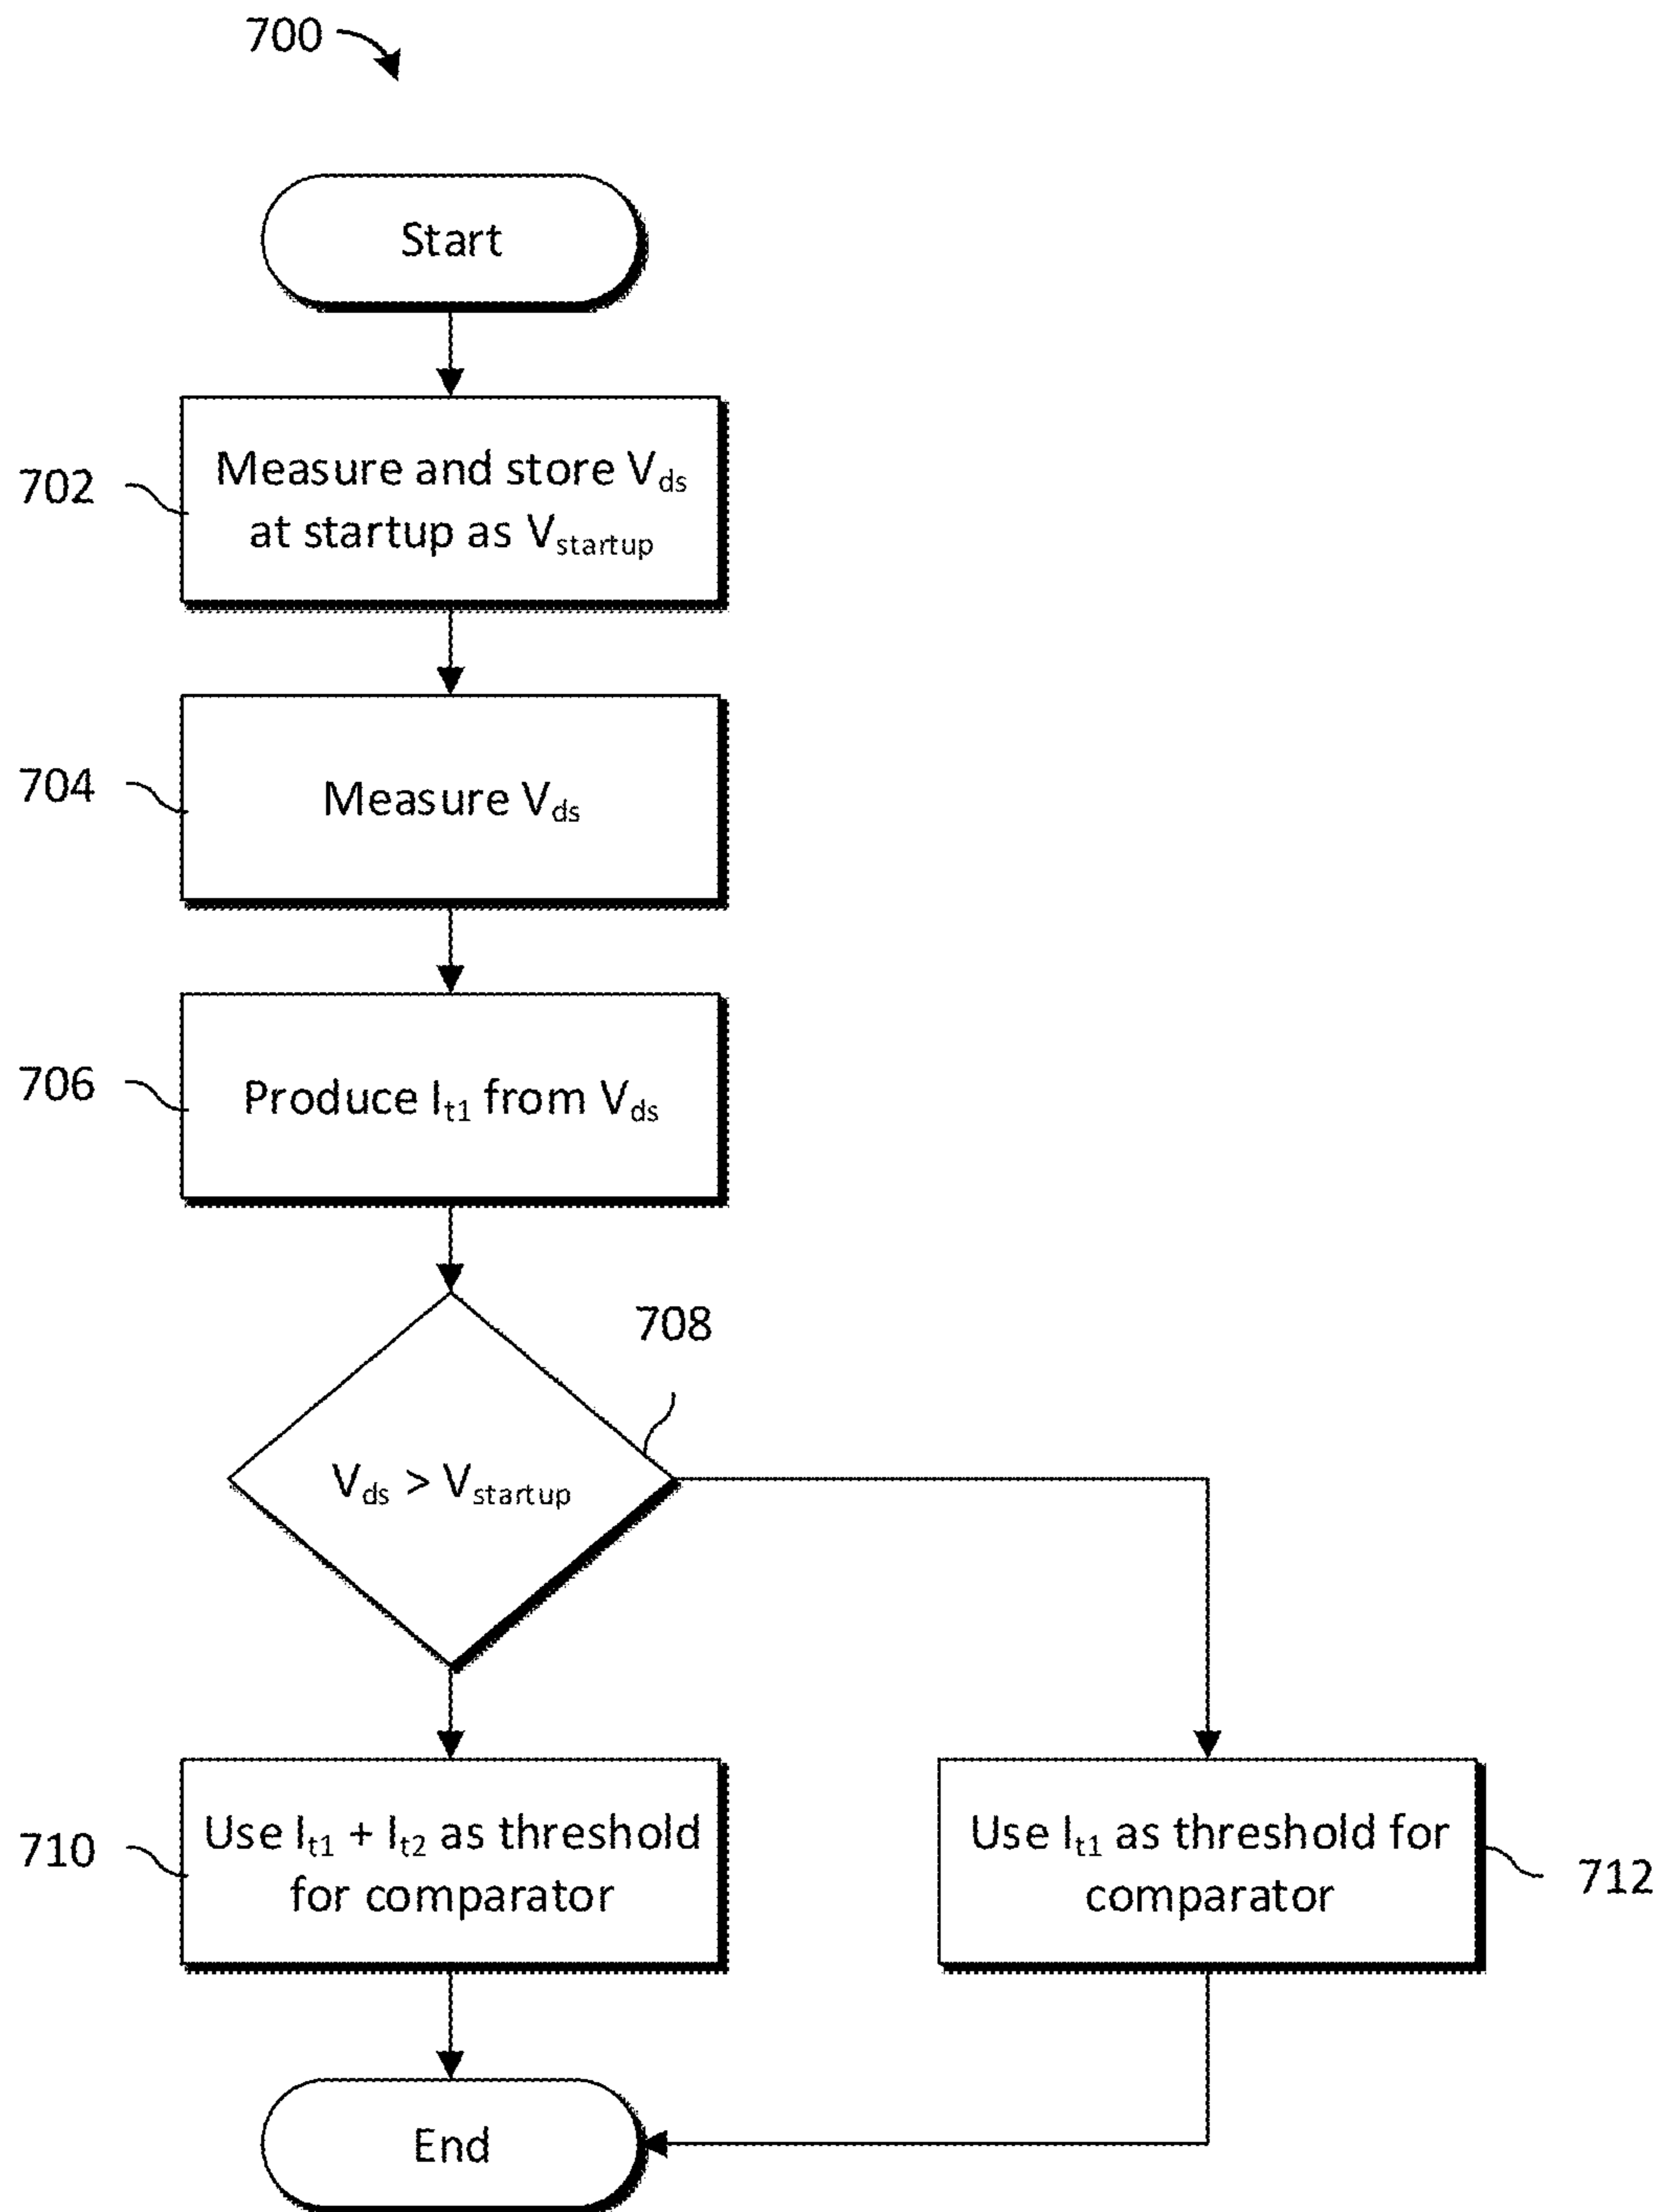 700
Start
702
Measure and store Vds
at startup as Vstartup
704
Measure Vds
706
Produce It1 from Vds
708
Vds > Vstartup
710
Use It1 + It2 as threshold
for comparator
Use It1 as threshold for
comparator
712
End